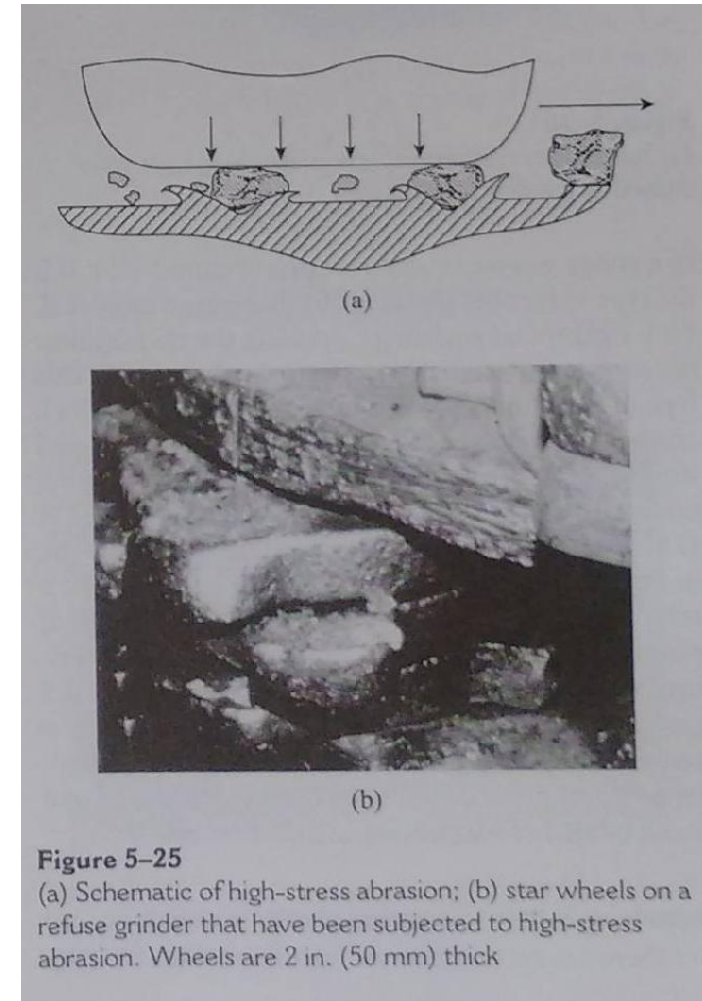 (a)
(b)
Figure 5–25
(a) Schematic of high-stress abrasion; (b) star wheels on a
refuse grinder that have been subjected to high-stress
abrasion. Wheels are 2 in. (50 mm) thick